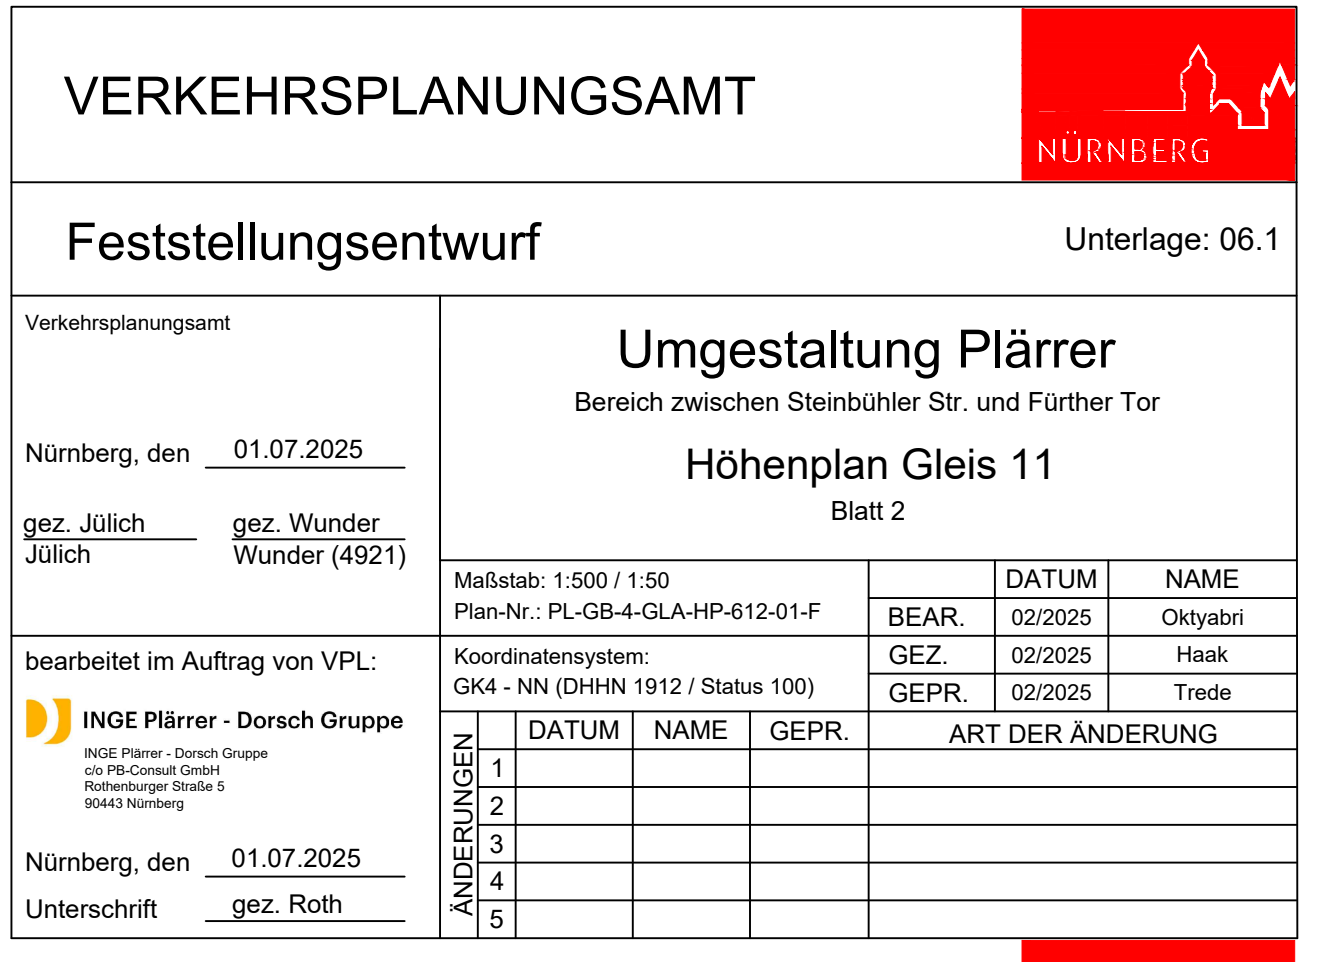 VERKEHRSPLANUNGSAMT
NÜRNBERG
Feststellungsentwurf
Unterlage: 06.1
Verkehrsplanungsamt
Nürnberg, den 01.07.2025
gez. Jülich gez. Wunder
Jülich Wunder (4921)
Umgestaltung Plärrer
Bereich zwischen Steinbühler Str. und Fürther Tor
Höhenplan Gleis 11
Blatt 2
Maßstab: 1:500 / 1:50
Plan-Nr.: PL-GB-4-GLA-HP-612-01-F
Koordinatensystem:
GK4 - NN (DHHN 1912 / Status 100)
DATUM NAME
BEAR. 02/2025 Oktyabri
GEZ. 02/2025 Haak
GEPR. 02/2025 Trede
bearbeitet im Auftrag von VPL:
INGE Plärrer - Dorsch Gruppe
INGE Plärrer - Dorsch Gruppe
c/o PB-Consult GmbH
Rothenburger Straße 5
90443 Nürnberg
Nürnberg, den 01.07.2025
Unterschrift gez. Roth
ÄNDERUNGEN
DATUM NAME GEPR. ART DER ÄNDERUNG
1
2
3
4
5